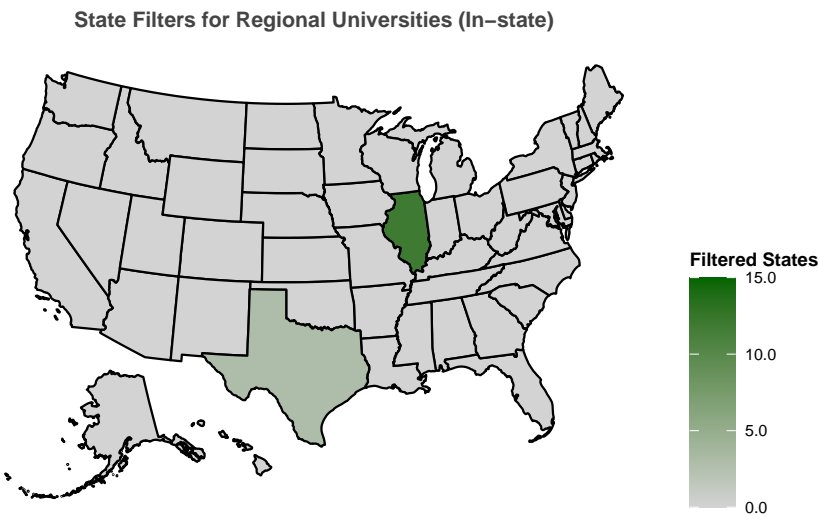 State Filters for Regional Universities (In−state)
Filtered States
15.0
10.0
5.0
0.0